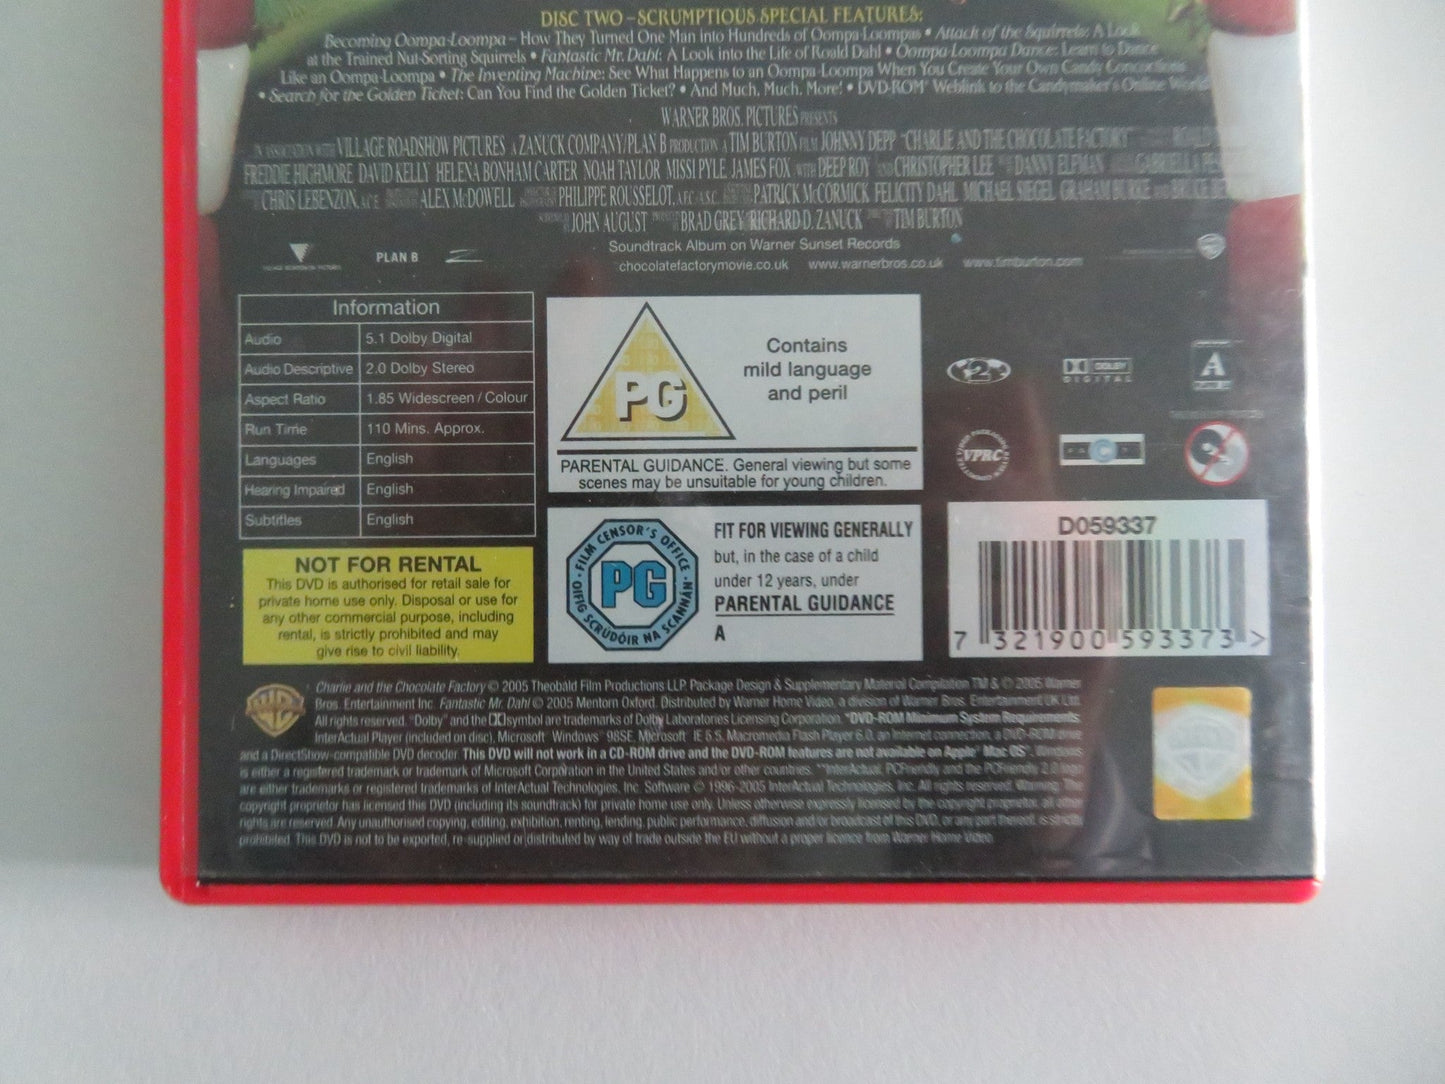 DISC TWO – SCRUMPTIOUS SPECIAL FEATURES:
Becoming Oompa-Loompa – How They Turned One Man into Hundreds of Oompa-Loompas • Attack of the Squirrels: A Look
at the Trained Nut-Sorting Squirrels • Fantastic Mr. Dahl: A Look into the Life of Roald Dahl • Oompa-Loompa Dance: Learn to Dance
Like an Oompa-Loompa • The Inventing Machine: See What Happens to an Oompa-Loompa When You Create Your Own Candy Concoctions
• Search for the Golden Ticket: Can You Find the Golden Ticket? • And Much, Much, More! • DVD-ROM* Weblink to the Candymaker's Online World
WARNER BROS. PICTURES PRESENTS
IN ASSOCIATION WITH VILLAGE ROADSHOW PICTURES A ZANUCK COMPANY/PLAN B PRODUCTION A TIM BURTON FILM JOHNNY DEPP "CHARLIE AND THE CHOCOLATE FACTORY" ROALD
FREDDIE HIGHMORE DAVID KELLY HELENA BONHAM CARTER NOAH TAYLOR MISSI PYLE JAMES FOX WITH DEEP ROY AND CHRISTOPHER LEE DANNY ELFMAN GABRIELLA
CHRIS LEBENZON, A.C.E. ALEX McDOWELL PHILIPPE ROUSSELOT, A.F.C./A.S.C. PATRICK McCORMICK FELICITY DAHL MICHAEL SIEGEL GRAHAM BURKE AND BRUCE
JOHN AUGUST BRAD GREY RICHARD D. ZANUCK TIM BURTON
Soundtrack Album on Warner Sunset Records
PLAN B
chocolatefactorymovie.co.uk www.warnerbros.co.uk www.timburton.com
Information
Audio 5.1 Dolby Digital
Audio Descriptive 2.0 Dolby Stereo
Aspect Ratio 1.85 Widescreen / Colour
Run Time 110 Mins. Approx.
Languages English
Hearing Impaired English
Subtitles English
NOT FOR RENTAL
This DVD is authorised for retail sale for
private home use only. Disposal or use for
any other commercial purpose, including
rental, is strictly prohibited and may
give rise to civil liability.
PG
Contains
mild language
and peril
PARENTAL GUIDANCE. General viewing but some
scenes may be unsuitable for young children.
FILM CENSOR'S OFFICE
PG
OIFIG SCRÚDÓIR NA SCANNÁN
FIT FOR VIEWING GENERALLY
but, in the case of a child
under 12 years, under
PARENTAL GUIDANCE
A
2
DOLBY
DIGITAL
A
VPRC
FACT
D059337
7 321900 593373 >
Charlie and the Chocolate Factory © 2005 Theobald Film Productions LLP. Package Design & Supplementary Material Compilation TM & © 2005 Warner
Bros. Entertainment Inc. Fantastic Mr. Dahl © 2005 Mentorn Oxford. Distributed by Warner Home Video, a division of Warner Bros. Entertainment UK Ltd.
All rights reserved. "Dolby" and the symbol are trademarks of Dolby Laboratories Licensing Corporation. *DVD-ROM Minimum System Requirements:
InterActual Player (included on disc), Microsoft® Windows® 98SE, Microsoft® IE 5.5, Macromedia Flash Player 6.0, an Internet connection, a DVD-ROM drive
and a DirectShow-compatible DVD decoder. This DVD will not work in a CD-ROM drive and the DVD-ROM features are not available on Apple® Mac OS®. Windows
is either a registered trademark or trademark of Microsoft Corporation in the United States and/or other countries. **InterActual, PCFriendly and the PCFriendly 2.0 logo
are either trademarks or registered trademarks of InterActual Technologies, Inc. Software © 1996-2005 InterActual Technologies, Inc. All rights reserved. Warning: The
copyright proprietor has licensed this DVD (including its soundtrack) for private home use only. Unless otherwise expressly licensed by the copyright proprietor, all other
rights are reserved. Any unauthorised copying, editing, exhibition, renting, lending, public performance, diffusion and/or broadcast of this DVD, or any part thereof, is strictly
prohibited. This DVD is not to be exported, re-supplied or distributed by way of trade outside the EU without a proper licence from Warner Home Video.